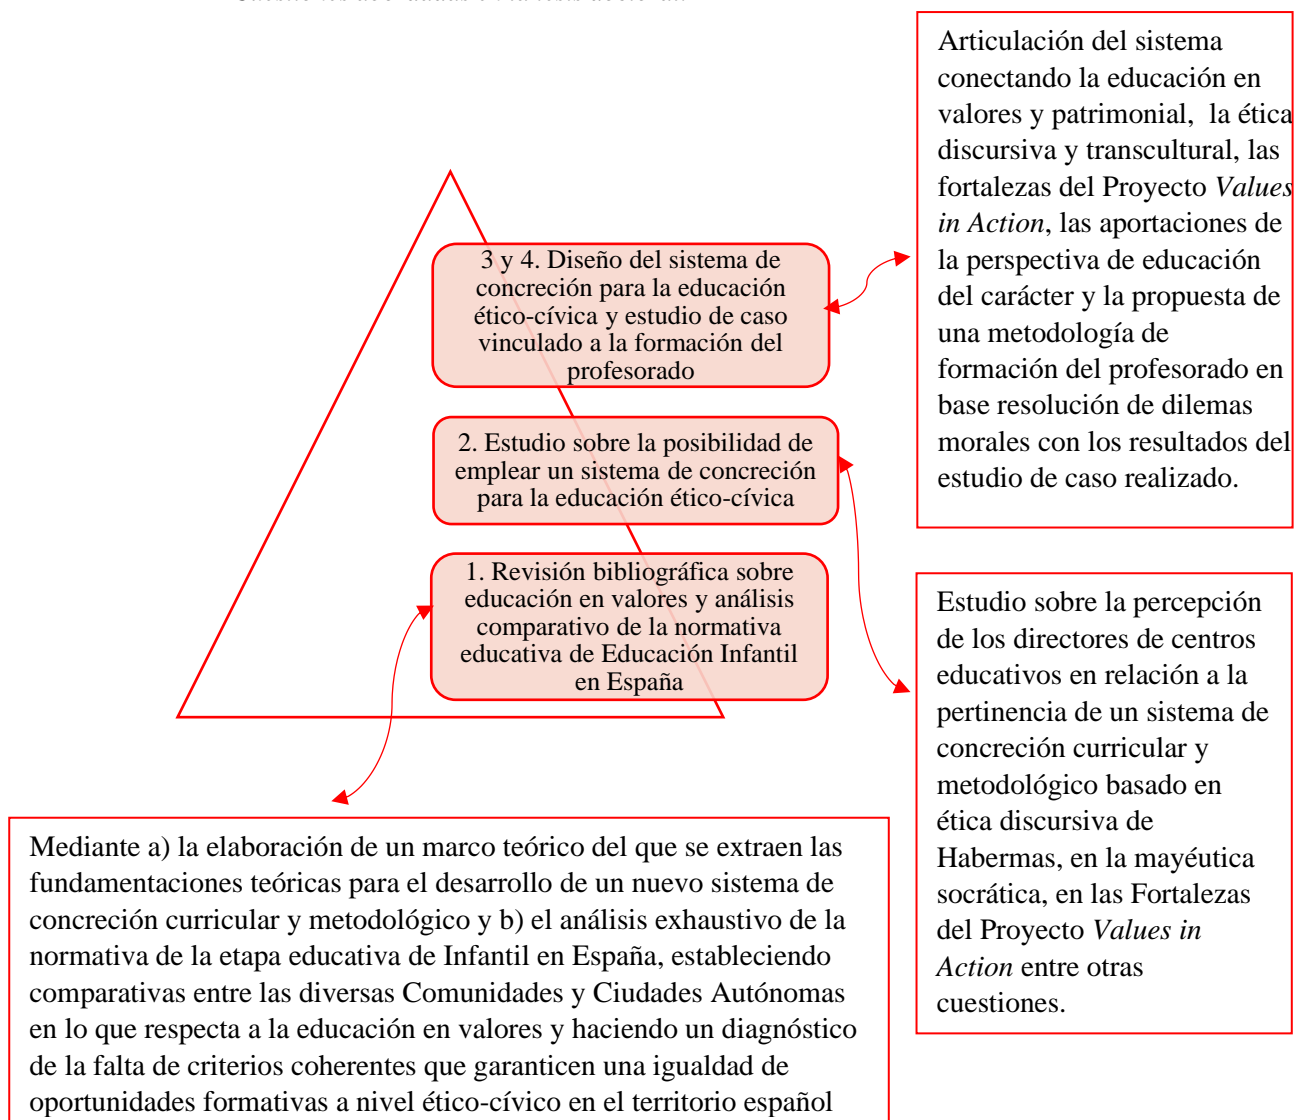 Articulación del sistema
conectando la educación en
valores y patrimonial, la ética
discursiva y transcultural, las
fortalezas del Proyecto Values
in Action, las aportaciones de
la perspectiva de educación
del carácter y la propuesta de
una metodología de
formación del profesorado en
base resolución de dilemas
morales con los resultados del
estudio de caso realizado.
3 y 4. Diseño del sistema de
concreción para la educación
ético-cívica y estudio de caso
vinculado a la formación del
profesorado
2. Estudio sobre la posibilidad de
emplear un sistema de concreción
para la educación ético-cívica
1. Revisión bibliográfica sobre
educación en valores y análisis
comparativo de la normativa
educativa de Educación Infantil
en España
Estudio sobre la percepción
de los directores de centros
educativos en relación a la
pertinencia de un sistema de
concreción curricular y
metodológico basado en
ética discursiva de
Habermas, en la mayéutica
socrática, en las Fortalezas
del Proyecto Values in
Action entre otras
cuestiones.
Mediante a) la elaboración de un marco teórico del que se extraen las
fundamentaciones teóricas para el desarrollo de un nuevo sistema de
concreción curricular y metodológico y b) el análisis exhaustivo de la
normativa de la etapa educativa de Infantil en España, estableciendo
comparativas entre las diversas Comunidades y Ciudades Autónomas
en lo que respecta a la educación en valores y haciendo un diagnóstico
de la falta de criterios coherentes que garanticen una igualdad de
oportunidades formativas a nivel ético-cívico en el territorio español